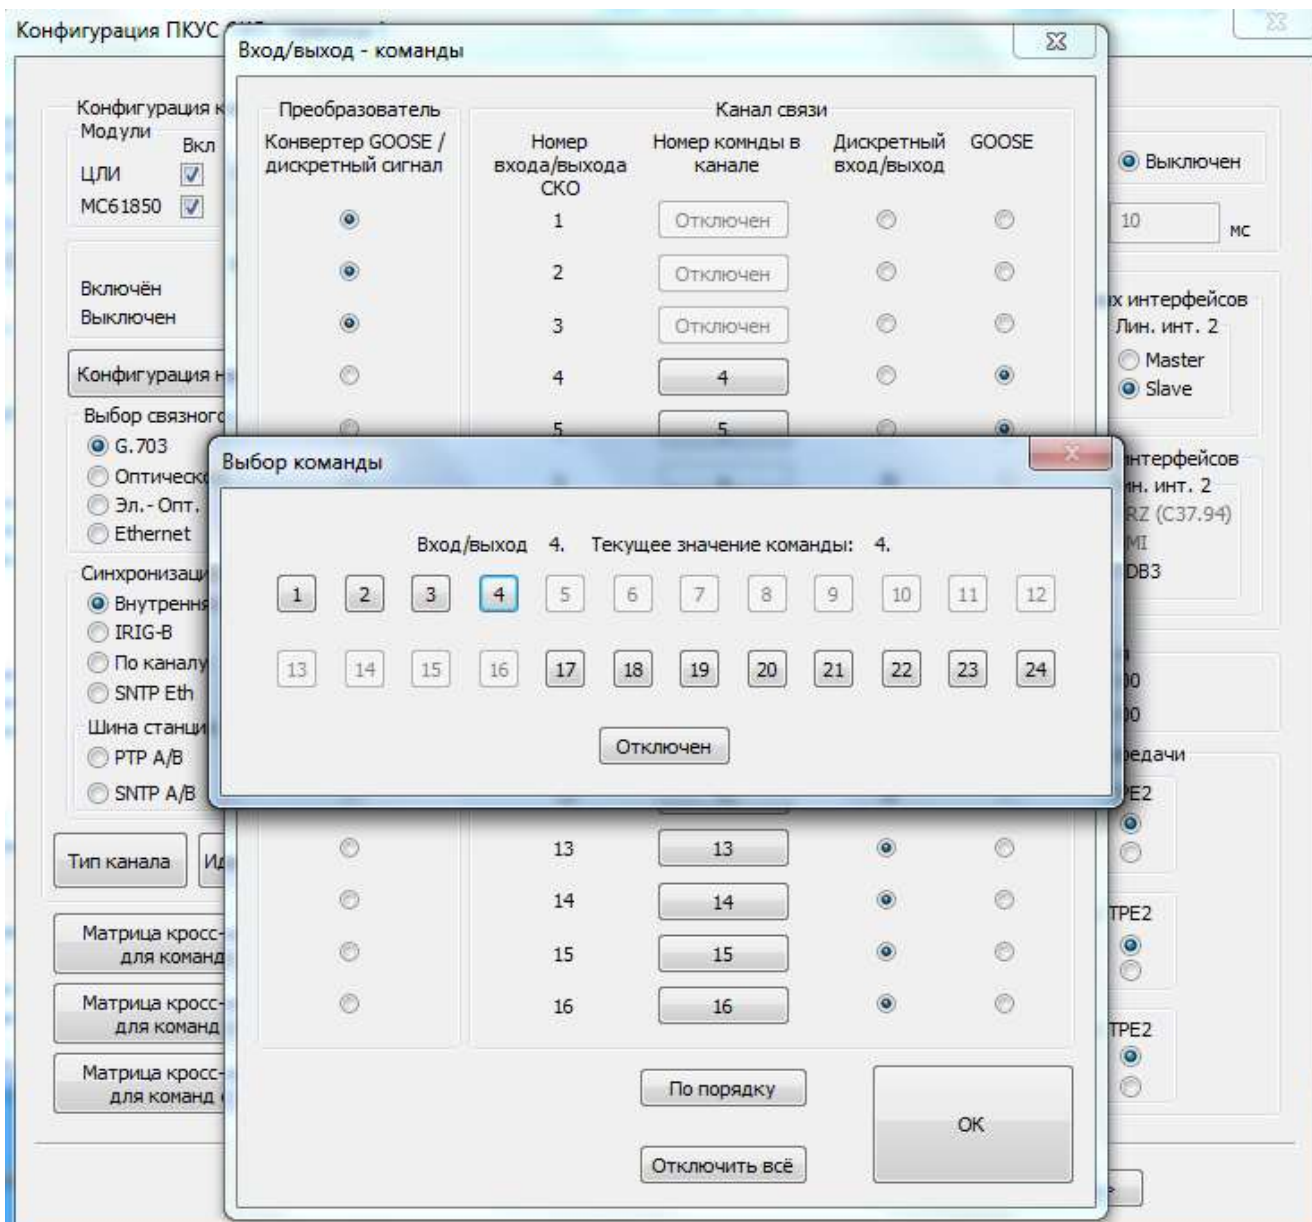 Конфигурация ПКУС
Вход/выход - команды
Конфигурация к
Модули
Вкл
ЦЛИ
МС61850
Включён
Выключен
Конфигурация н
Выбор связного
G.703
Оптическо
Эл.- Опт.
Ethernet
Синхронизаци
Внутрення
IRIG-B
По каналу
SNTP Eth
Шина станци
PTP A/B
SNTP A/B
Тип канала
Ид
Матрица кросс-
для команд
Матрица кросс-
для команд
Матрица кросс-
для команд
Преобразователь
Конвертер GOOSE /
дискретный сигнал
Канал связи
Номер
входа/выхода
СКО
Номер комнды в
канале
Дискретный
вход/выход
GOOSE
1 Отключен
2 Отключен
3 Отключен
4 4
5 5
Выбор команды
Вход/выход 4. Текущее значение команды: 4.
1 2 3 4 5 6 7 8 9 10 11 12
13 14 15 16 17 18 19 20 21 22 23 24
Отключен
13 13
14 14
15 15
16 16
По порядку
Отключить всё
OK
Выключен
10 мс
х интерфейсов
Лин. инт. 2
Master
Slave
интерфейсов
ин. инт. 2
RZ (C37.94)
MI
DB3
00
00
редачи
PE2
TPE2
TPE2